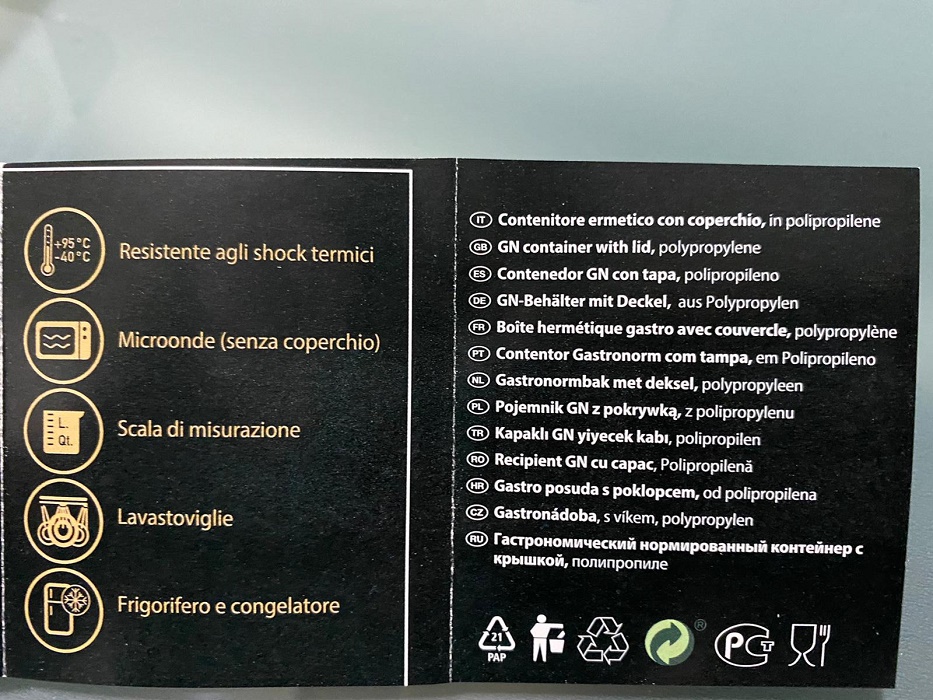 +95°C
-40°C
Resistente agli shock termici
Microonde (senza coperchio)
L.
Qt.
Scala di misurazione
Lavastoviglie
Frigorifero e congelatore
IT Contenitore ermetico con coperchio, in polipropilene
GB GN container with lid, polypropylene
ES Contenedor GN con tapa, polipropileno
DE GN-Behälter mit Deckel, aus Polypropylen
FR Boîte hermétique gastro avec couvercle, polypropylène
PT Contentor Gastronorm com tampa, em Polipropileno
NL Gastronormbak met deksel, polypropyleen
PL Pojemnik GN z pokrywką, z polipropylenu
TR Kapaklı GN yiyecek kabı, polipropilen
RO Recipient GN cu capac, Polipropilenă
HR Gastro posuda s poklopcem, od polipropilena
CZ Gastronádoba, s víkem, polypropylen
RU Гастрономический нормированный контейнер с
крышкой, полипропиле
21
PAP
®
РСТ